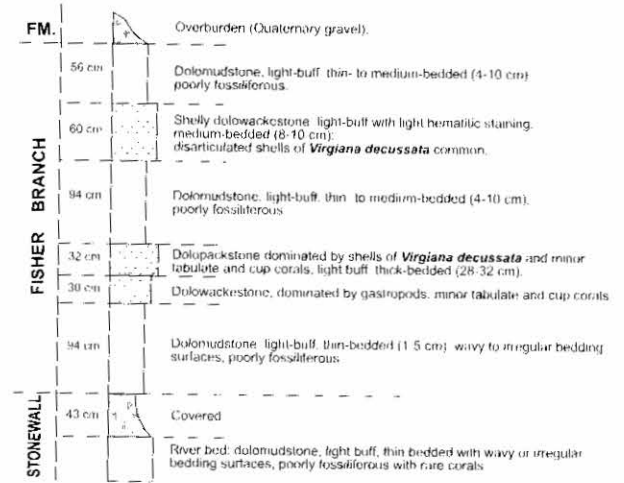 FM.
Overburden (Quaternary gravel).
56 cm
Dolomudstone, light-buff thin- to medium-bedded (4-10 cm)
poorly fossiliferous.
60 cm
Shelly dolowackestone light-buff with light hematitic staining.
medium-bedded (8-10 cm);
disarticulated shells of Virgiana decussata common.
94 cm
Dolomudstone, light-buff, thin to medium-bedded (4-10 cm),
poorly fossiliferous
32 cm
Dolopackstone dominated by shells of Virgiana decussata and minor
tabulate and cup corals, light buff thick-bedded (28-32 cm).
30 cm
Dolowackestone, dominated by gastropods, minor tabulate and cup corals
94 cm
Dolomudstone light-buff, thin-bedded (1 5 cm) wavy to irregular bedding
surfaces, poorly fossiliferous
43 cm
Covered
River bed: dolomudstone, light buff, thin bedded with wavy or irregular
bedding surfaces, poorly fossiliferous with rare corals
FISHER BRANCH
STONEWALL